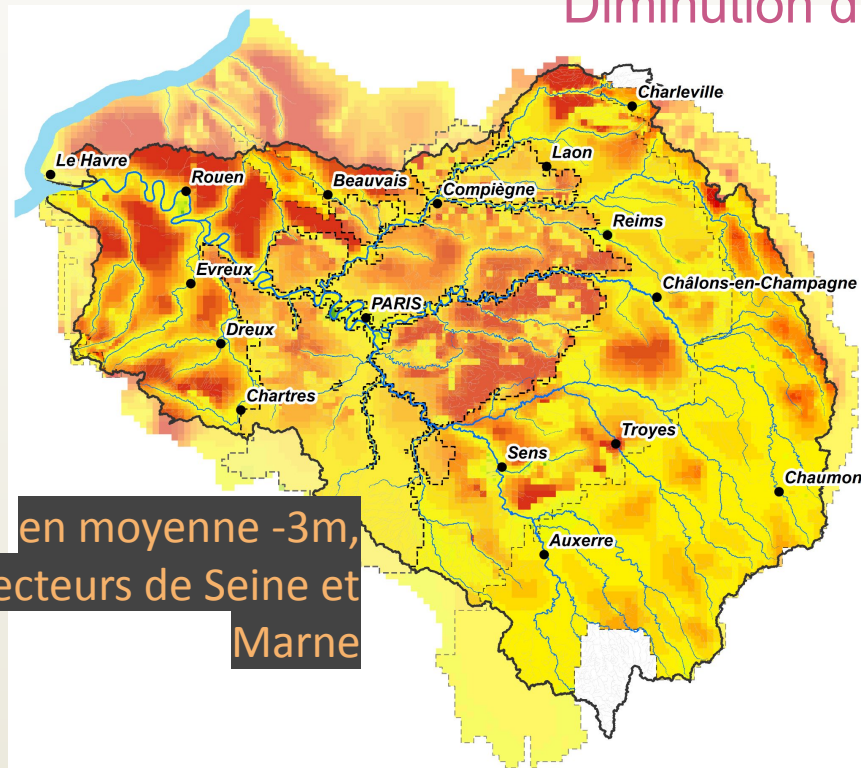 Diminution d
Charleville
Le Havre
Laon
Rouen
Beauvais
Compiègne
Reims
Evreux
Châlons-en-Champagne
PARIS
Dreux
Chartres
Troyes
Sens
Chaumon
en moyenne -3m,
ecteurs de Seine et
Marne
Auxerre